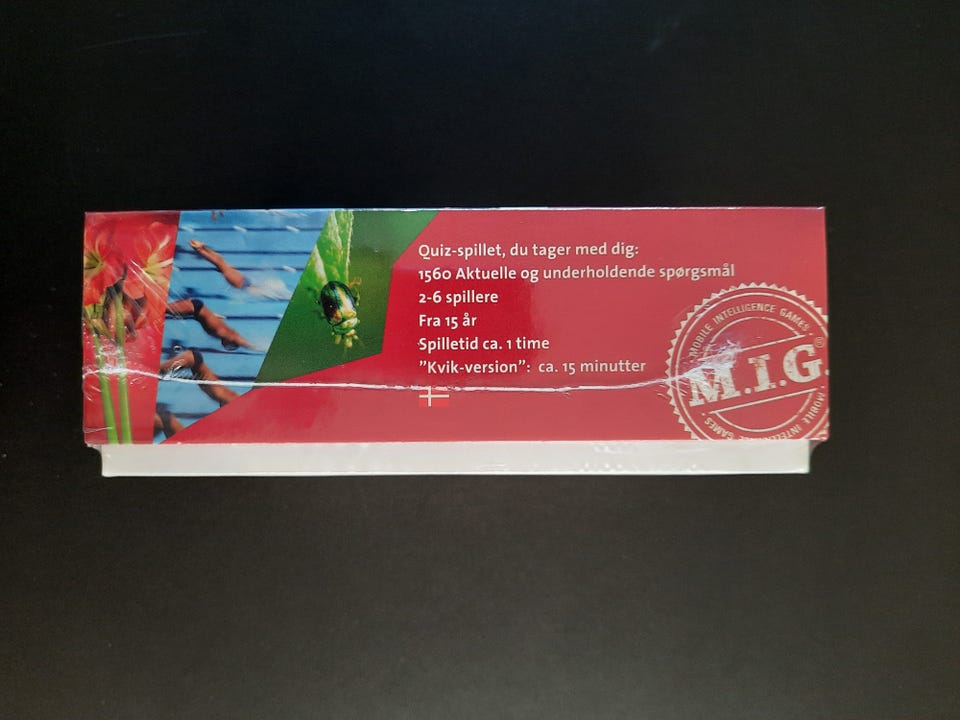 Quiz-spillet, du tager med dig:
1560 Aktuelle og underholdende spørgsmål
2-6 spillere
Fra 15 år
Spilletid ca. 1 time
”Kvik-version”: ca. 15 minutter
MOBILE INTELLIGENCE GAMES
M.I.G.®
MOBILE INTELLIGENCE GAMES